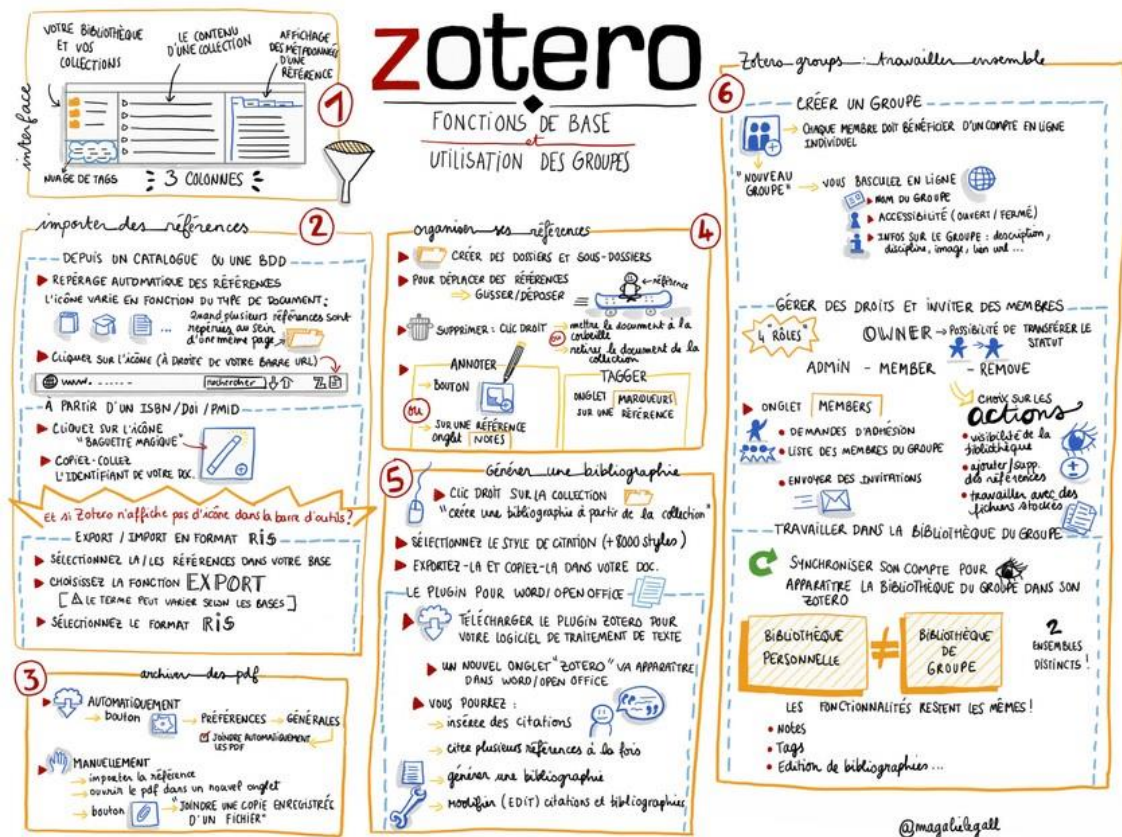 zotero
FONCTIONS DE BASE
et
UTILISATION DES GROUPES
1
interface
VOTRE BIBLIOTHÈQUE
ET VOS
COLLECTIONS
LE CONTENU
D'UNE COLLECTION
AFFICHAGE
DES MÉTADONNÉES
D'UNE
RÉFÉRENCE
NUAGE DE TAGS
3 COLONNES
2
importer des références
DEPUIS UN CATALOGUE OU UNE BDD
REPÉRAGE AUTOMATIQUE DES RÉFÉRENCES
L'ICÔNE VARIE EN FONCTION DU TYPE DE DOCUMENT:
...
Quand plusieurs références sont
repérées au sein
d'une même page
CLIQUEZ SUR L'ICÔNE (À DROITE DE VOTRE BARRE URL)
www. ......
rechercher
Z
À PARTIR D'UN ISBN/Doi/PMID
CLIQUEZ SUR L'ICÔNE
"BAGUETTE MAGIQUE"
COPIEZ-COLLEZ
L'IDENTIFIANT DE VOTRE DOC.
Et si Zotero n'affiche pas d'icône dans la barre d'outils?
EXPORT / IMPORT EN FORMAT RiS
SÉLECTIONNEZ LA/LES RÉFÉRENCES DANS VOTRE BASE
CHOISISSEZ LA FONCTION EXPORT
[⚠ LE TERME PEUT VARIER SELON LES BASES]
SÉLECTIONNEZ LE FORMAT RiS
3
archiver des pdf
AUTOMATIQUEMENT
→ bouton → PRÉFÉRENCES → GÉNÉRALES
JOINDRE AUTOMATIQUEMENT
LES PDF
MANUELLEMENT
→ importer la référence
→ ouvrir le pdf dans un nouvel onglet
→ bouton → "JOINDRE UNE COPIE ENREGISTRÉE
D'UN FICHIER"
4
organiser ses références
CRÉER DES DOSSIERS ET SOUS-DOSSIERS
POUR DÉPLACER DES RÉFÉRENCES
→ GLISSER/DÉPOSER
référence
SUPPRIMER: CLIC DROIT → mettre le document à la
corbeille
ou
→ retirer le document de la
collection
ANNOTER
→ BOUTON
ou
→ SUR UNE RÉFÉRENCE
onglet NOTES
TAGGER
ONGLET MARQUEURS
SUR UNE RÉFÉRENCE
5
Générer une bibliographie
CLIC DROIT SUR LA COLLECTION
"CRÉER UNE BIBLIOGRAPHIE À PARTIR DE LA COLLECTION"
SÉLECTIONNEZ LE STYLE DE CITATION (+8000 STYLES)
EXPORTEZ-LA ET COPIEZ-LA DANS VOTRE DOC.
LE PLUGIN POUR WORD/OPEN OFFICE
TÉLÉCHARGER LE PLUGIN ZOTERO POUR
VOTRE LOGICIEL DE TRAITEMENT DE TEXTE
UN NOUVEL ONGLET "ZOTERO" VA APPARAÎTRE
DANS WORD/OPEN OFFICE
VOUS POURREZ:
→ insérer des citations
→ citer plusieurs références à la fois
→ générer une bibliographie
→ modifier (EDIT) citations et bibliographies
6
Zotero groups: travailler ensemble
CRÉER UN GROUPE
→ CHAQUE MEMBRE DOIT BÉNÉFICIER D'UN COMPTE EN LIGNE
INDIVIDUEL
"NOUVEAU
GROUPE" → VOUS BASCULEZ EN LIGNE
NOM DU GROUPE
ACCESSIBILITÉ (OUVERT/FERMÉ)
INFOS SUR LE GROUPE: description,
discipline, image, lien url...
GÉRER DES DROITS ET INVITER DES MEMBRES
4 "RÔLES"
OWNER → POSSIBILITÉ DE TRANSFÉRER LE
STATUT
ADMIN - MEMBER - REMOVE
ONGLET MEMBERS
DEMANDES D'ADHÉSION
LISTE DES MEMBRES DU GROUPE
ENVOYER DES INVITATIONS
CHOIX SUR LES
actions
visibilité de la
bibliothèque
ajouter/supp.
des références
travailler avec des
fichiers stockés
TRAVAILLER DANS LA BIBLIOTHÈQUE DU GROUPE
SYNCHRONISER SON COMPTE POUR
APPARAÎTRE LA BIBLIOTHÈQUE DU GROUPE DANS SON
ZOTERO
BIBLIOTHÈQUE
PERSONNELLE
≠
BIBLIOTHÈQUE
DE
GROUPE
2
ENSEMBLES
DISTINCTS!
LES FONCTIONNALITÉS RESTENT LES MÊMES!
Notes
Tags
Edition de bibliographies...
@magalielegall